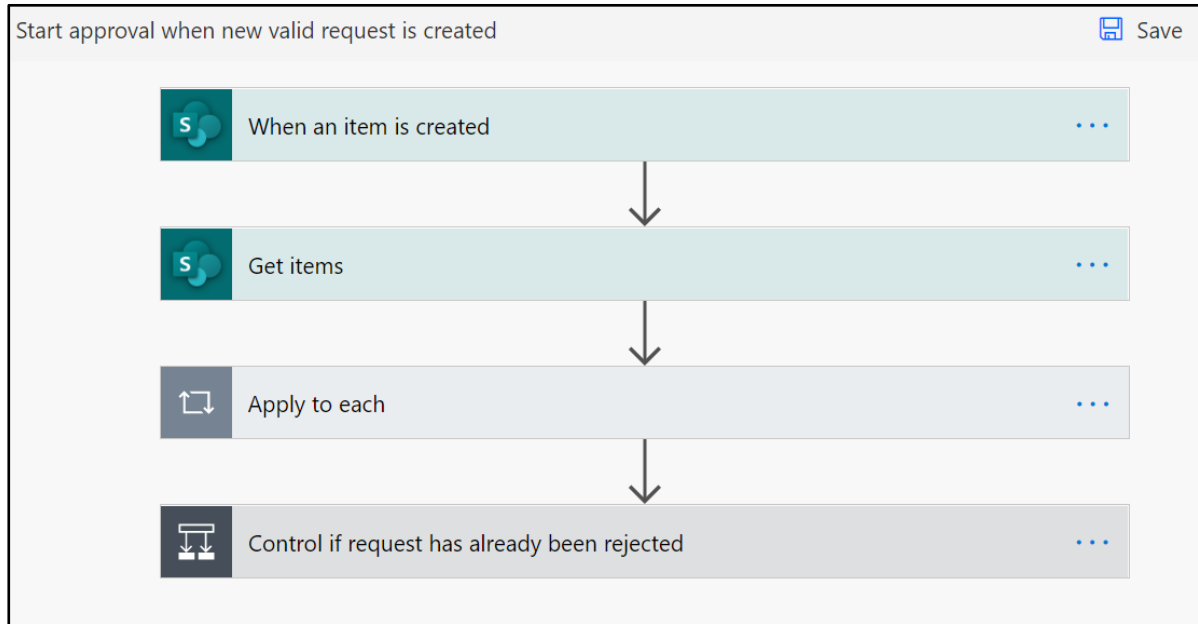 Start approval when new valid request is created
Save
S
When an item is created
S
Get items
Apply to each
Control if request has already been rejected